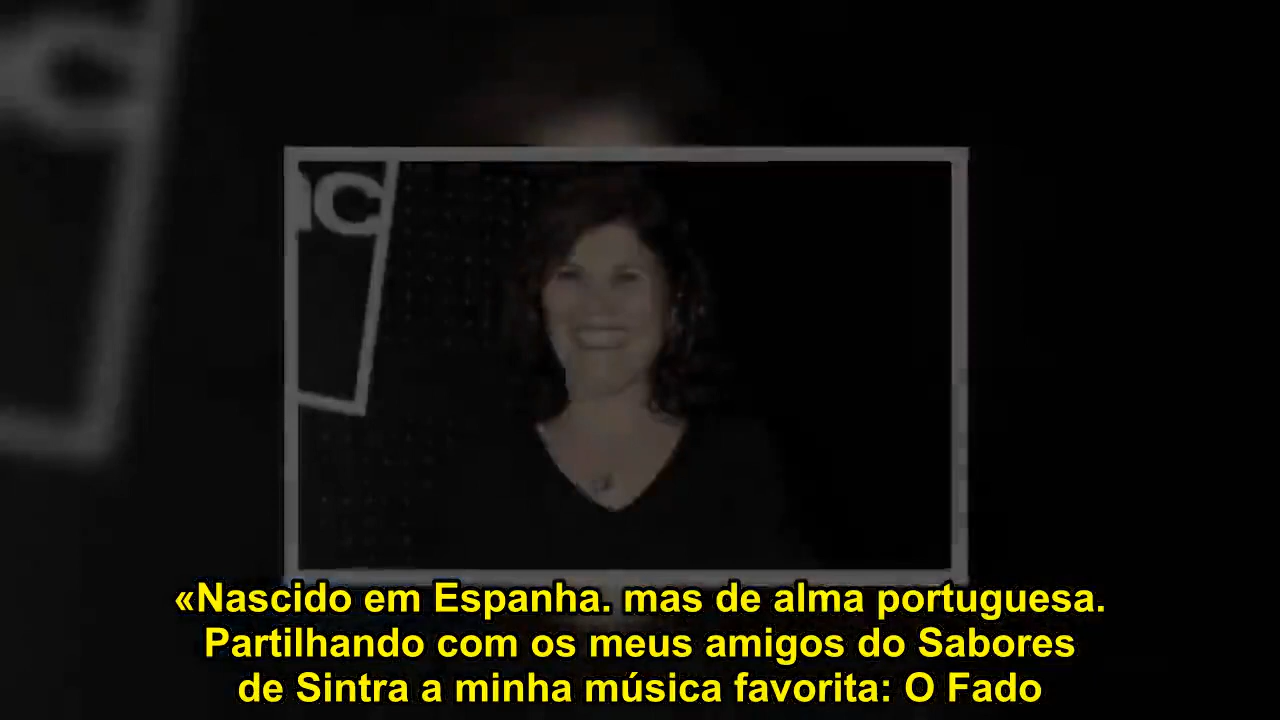 c
nc
«Nascido em Espanha. mas de alma portuguesa.
Partilhando com os meus amigos do Sabores
de Sintra a minha música favorita: O Fado